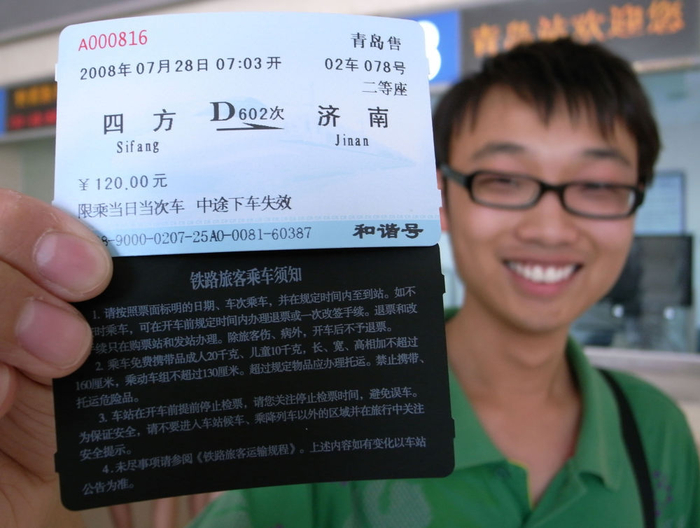 青岛站欢迎您
A000816
青岛售
2008年07月28日 07:03开
02车 078号
二等座
四方
D602次
济南
Sifang
Jinan
￥120.00元
限乘当日当次车 中途下车失效
-9000-0207-25A0-0081-60387
和谐号
铁路旅客乘车须知
1. 请按照票面标明的日期、车次乘车，并在规定时间内至到站。如不
时乘车，可在开车前规定时间内办理退票或一次改签手续。退票和改
续只在购票站和发站办理。除旅客伤、病外，开车后不予退票。
2. 乘车免费携带品成人20千克、儿童10千克，长、宽、高相加不超过
160厘米，乘动车组不超过130厘米。超过规定物品应办理托运。禁止携带、
托运危险品。
3. 车站在开车前提前停止检票，请您关注停止检票时间，避免误车。
为保证安全，请不要进入车站候车、乘降列车以外的区域并在旅行中关注
安全提示。
4. 未尽事项请参阅《铁路旅客运输规程》。上述内容如有变化以车站
公告为准。